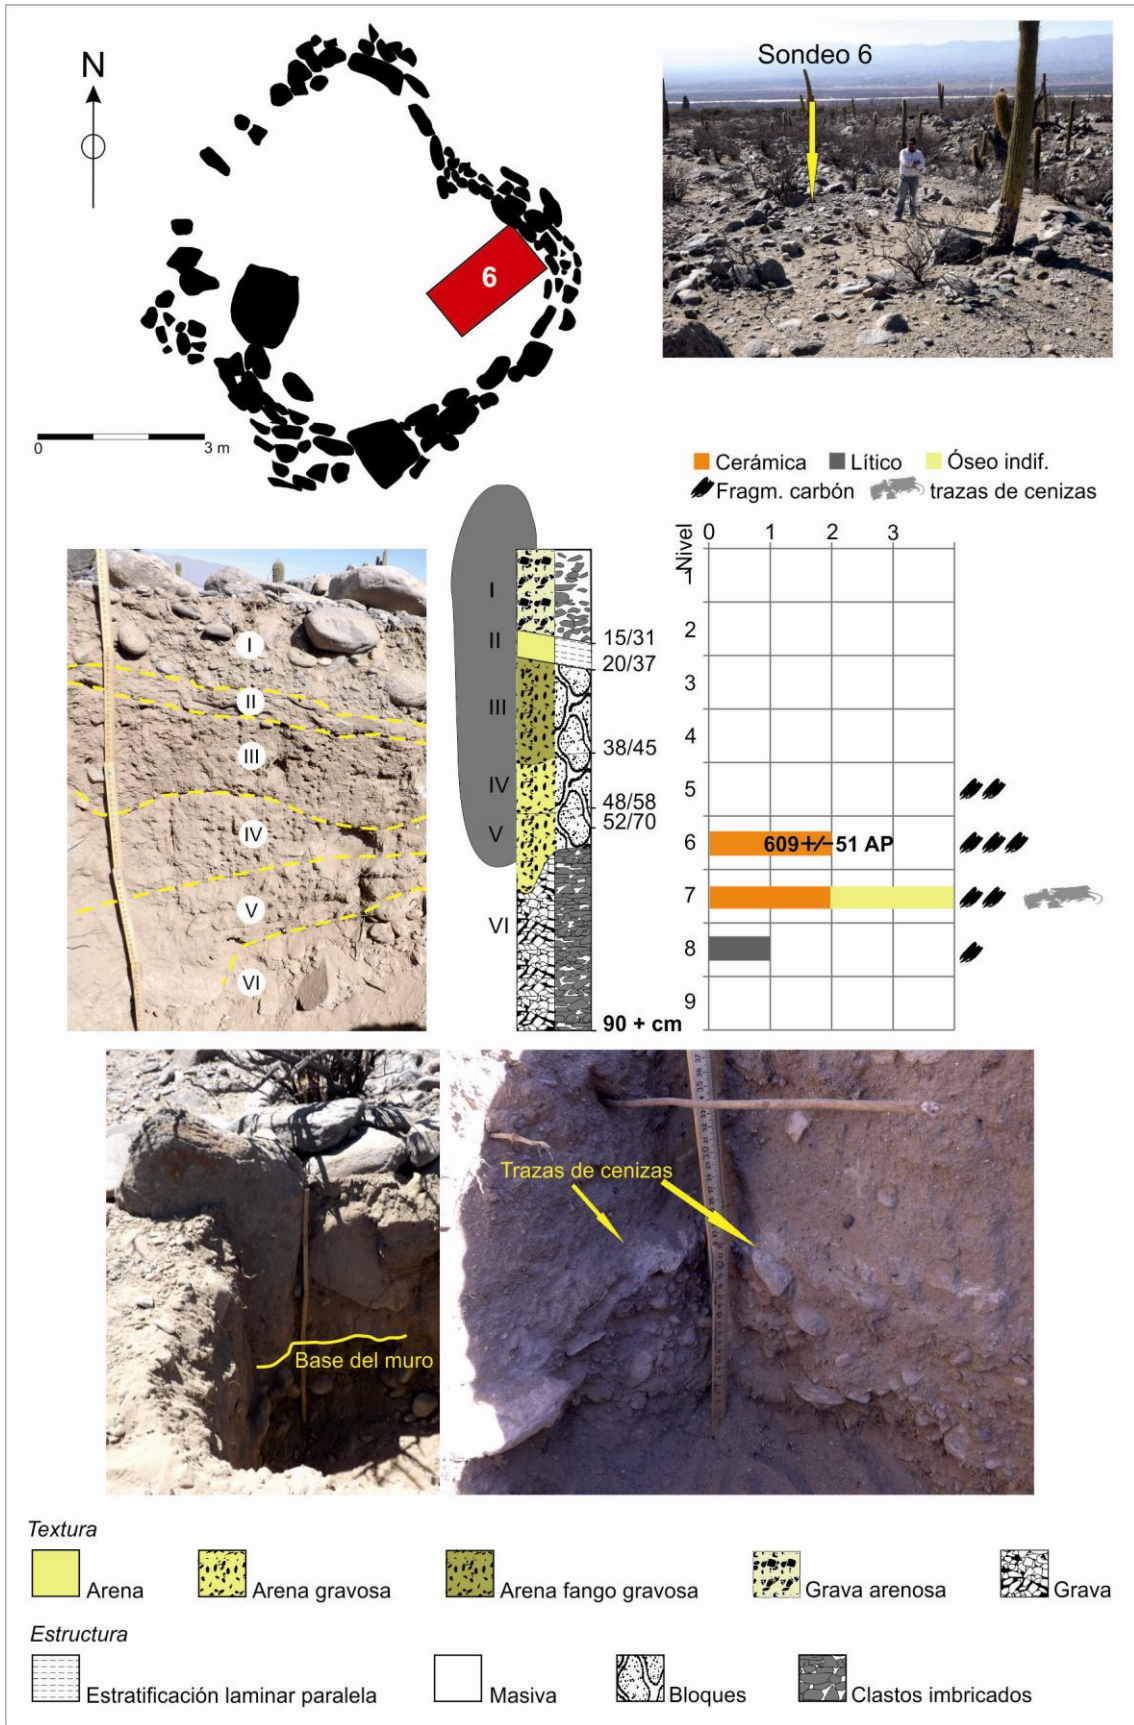 N
6
0
3 m
Sondeo 6
Cerámica Lítico Óseo indif.
Fragm. carbón trazas de cenizas
I
II
III
IV
V
VI
I
II
III
IV
V
VI
15/31
20/37
38/45
48/58
52/70
90 + cm
Nivel
0 1 2 3
1
2
3
4
5
6
609+/-51 AP
7
8
9
Base del muro
Trazas de cenizas
Textura
Arena Arena gravosa Arena fango gravosa Grava arenosa Grava
Estructura
Estratificación laminar paralela Masiva Bloques Clastos imbricados